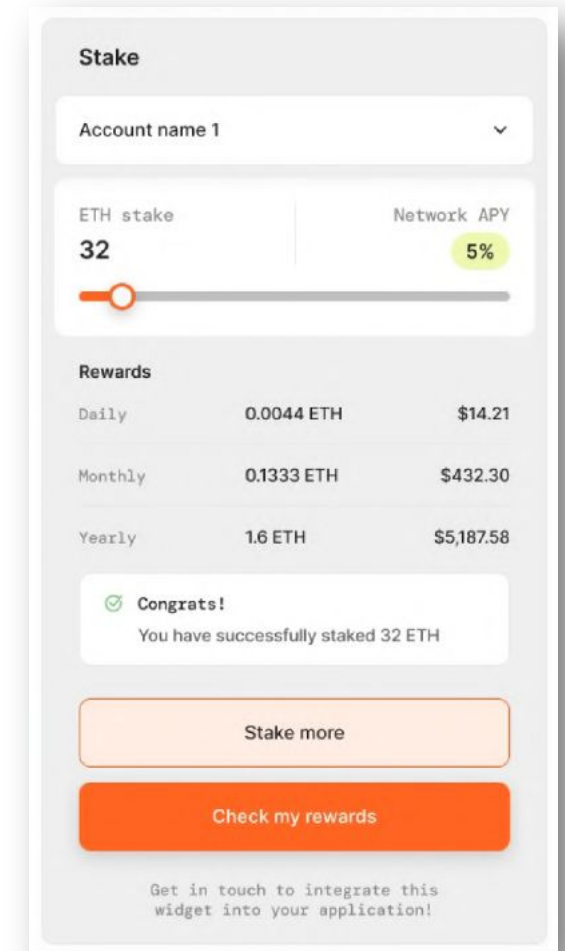 Stake
Account name 1
ETH stake Network APY
32 5%
Rewards
Daily 0.0044 ETH $14.21
Monthly 0.1333 ETH $432.30
Yearly 1.6 ETH $5,187.58
Congrats!
You have successfully staked 32 ETH
Stake more
Check my rewards
Get in touch to integrate this
widget into your application!